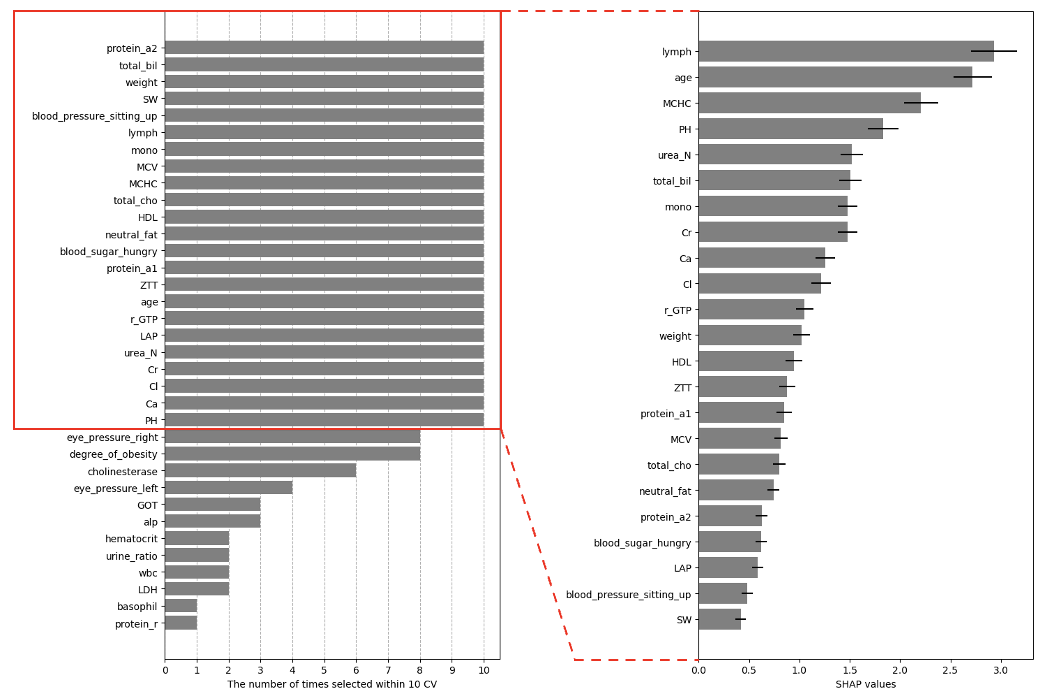 protein_a2
total_bil
weight
SW
blood_pressure_sitting_up
lymph
mono
MCV
MCHC
total_cho
HDL
neutral_fat
blood_sugar_hungry
protein_a1
ZTT
age
r_GTP
LAP
urea_N
Cr
Cl
Ca
PH
eye_pressure_right
degree_of_obesity
cholinesterase
eye_pressure_left
GOT
alp
hematocrit
urine_ratio
wbc
LDH
basophil
protein_r
0 1 2 3 4 5 6 7 8 9 10
The number of times selected within 10 CV
lymph
age
MCHC
PH
urea_N
total_bil
mono
Cr
Ca
Cl
r_GTP
weight
HDL
ZTT
protein_a1
MCV
total_cho
neutral_fat
protein_a2
blood_sugar_hungry
LAP
blood_pressure_sitting_up
SW
0.0 0.5 1.0 1.5 2.0 2.5 3.0
SHAP values